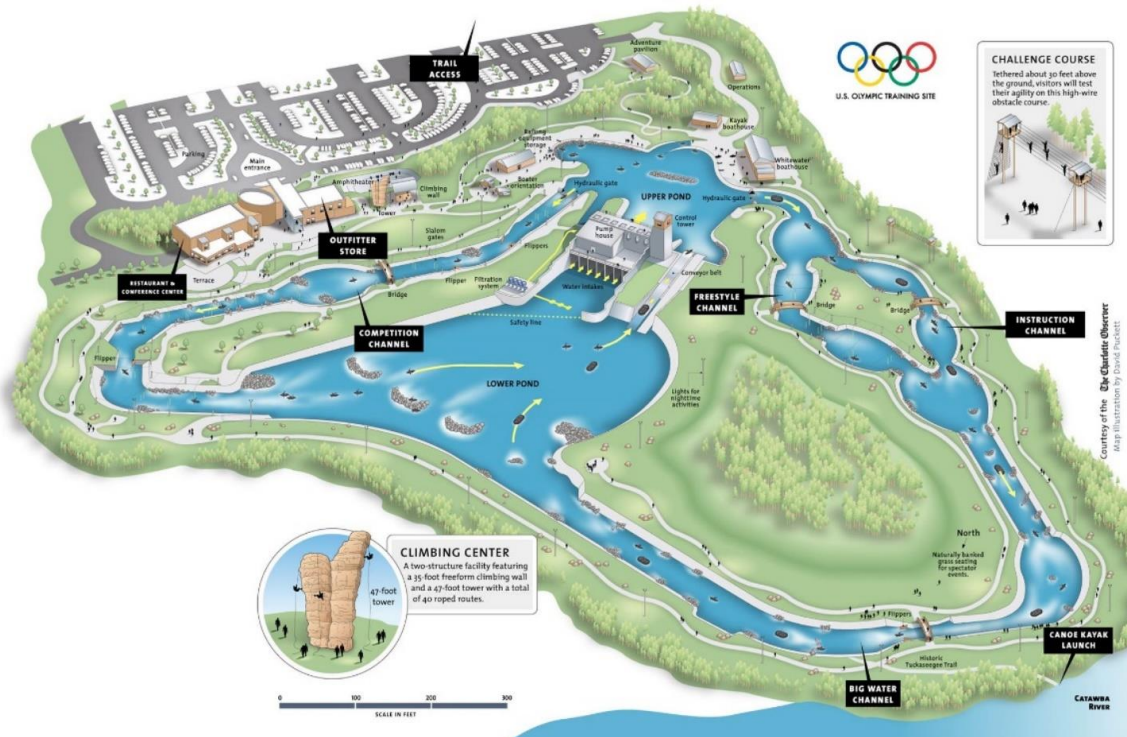 TRAIL
ACCESS
Adventure
pavilion
Operations
U.S. OLYMPIC TRAINING SITE
CHALLENGE COURSE
Tethered about 30 feet above
the ground, visitors will test
their agility on this high-wire
obstacle course.
Parking
Main
entrance
Rafting
equipment
storage
Kayak
boathouse
Whitewater
boathouse
Amphitheater
Climbing
wall
Tower
Boater
orientation
Hydraulic gate
UPPER POND
Hydraulic gate
Control
tower
Pump
house
OUTFITTER
STORE
Slalom
gates
Flippers
Conveyor belt
RESTAURANT &
CONFERENCE CENTER
Terrace
Bridge
Flipper
Filtration
system
Water intakes
FREESTYLE
CHANNEL
Bridge
Bridge
INSTRUCTION
CHANNEL
COMPETITION
CHANNEL
Safety line
Flipper
LOWER POND
Lights for
nighttime
activities
Courtesy of the The Charlotte Observer
Map illustration by David Puckett
North
Naturally banked
grass seating
for spectator
events.
CLIMBING CENTER
A two-structure facility featuring
a 35-foot freeform climbing wall
and a 47-foot tower with a total
of 40 roped routes.
47-foot
tower
Flippers
CANOE KAYAK
LAUNCH
Historic
Tuckaseegee Trail
BIG WATER
CHANNEL
CATAWBA
RIVER
0 100 200 300
SCALE IN FEET